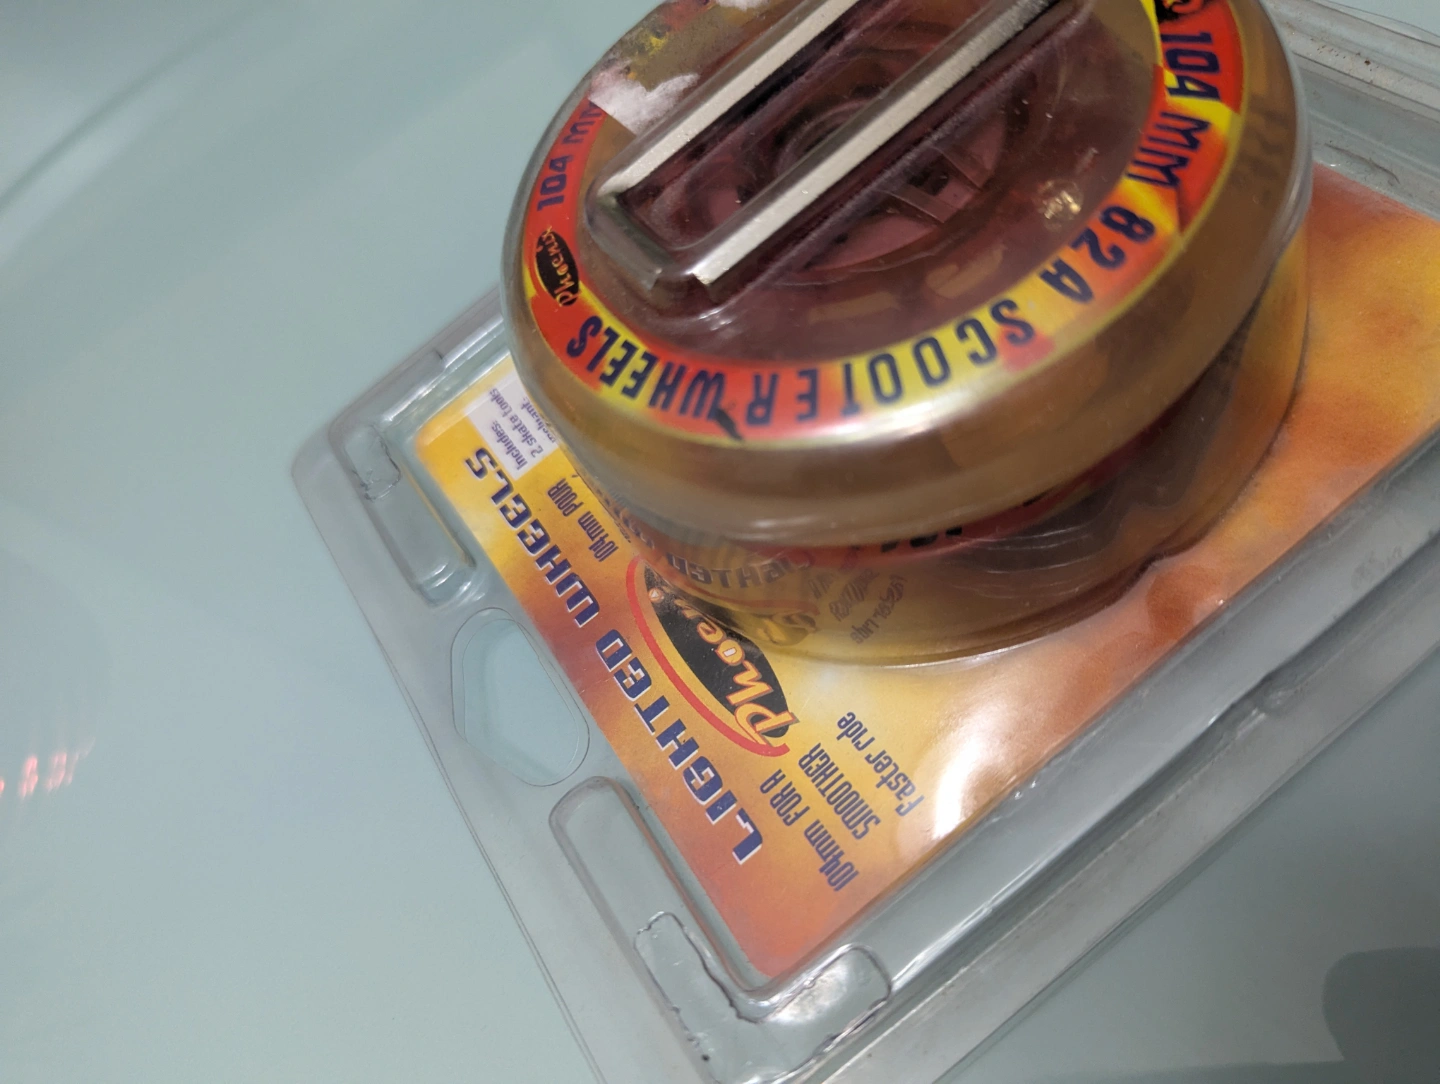 104 MM 82A SCOOTER WHEELS
Phoenix
104 MM
Includes:
2 skate tools
LIGHTED WHEELS
104mm POUR
Phoenix
LIGHTED
104mm FOR A
SMOOTHER
Faster ride